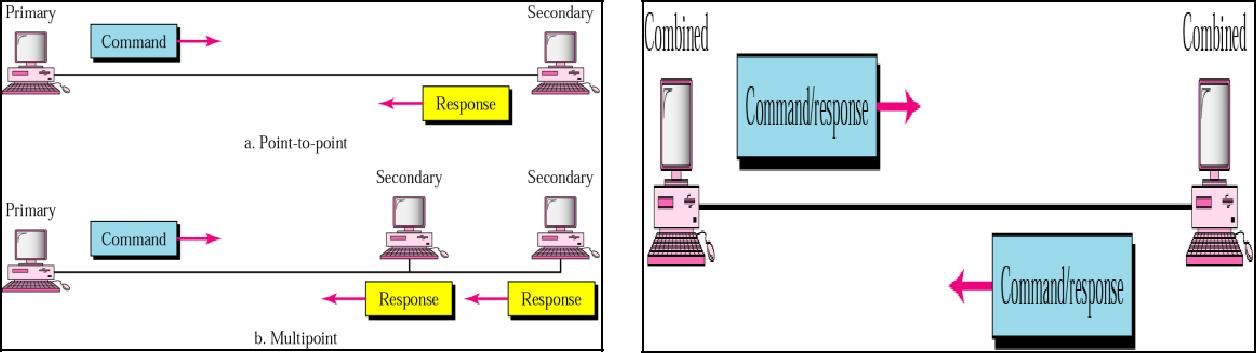 Primary
Secondary
Command
Response
a. Point-to-point
Secondary
Secondary
Primary
Command
Response
Response
b. Multipoint
Combined
Combined
Command/response
Command/response